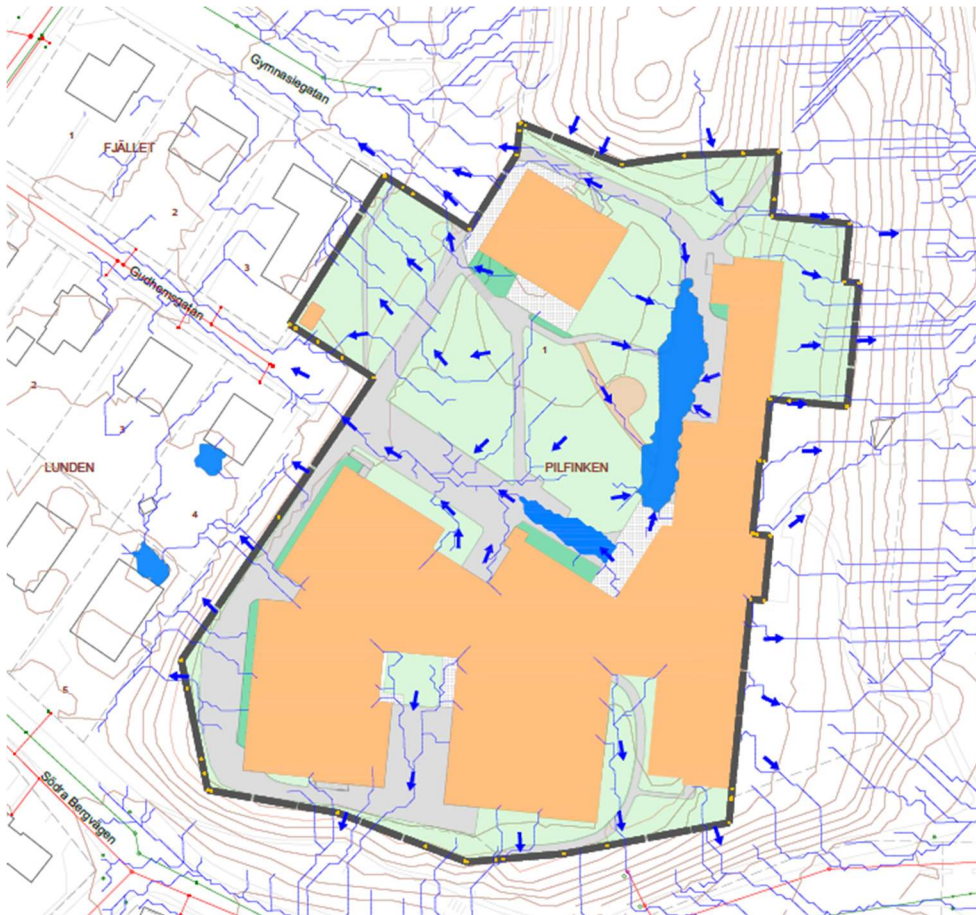 Gymnasiegatan
1
FJÄLLET
2
3
Gudhemsgatan
1
2
3
LUNDEN
PILFINKEN
4
5
Södra Bergvägen